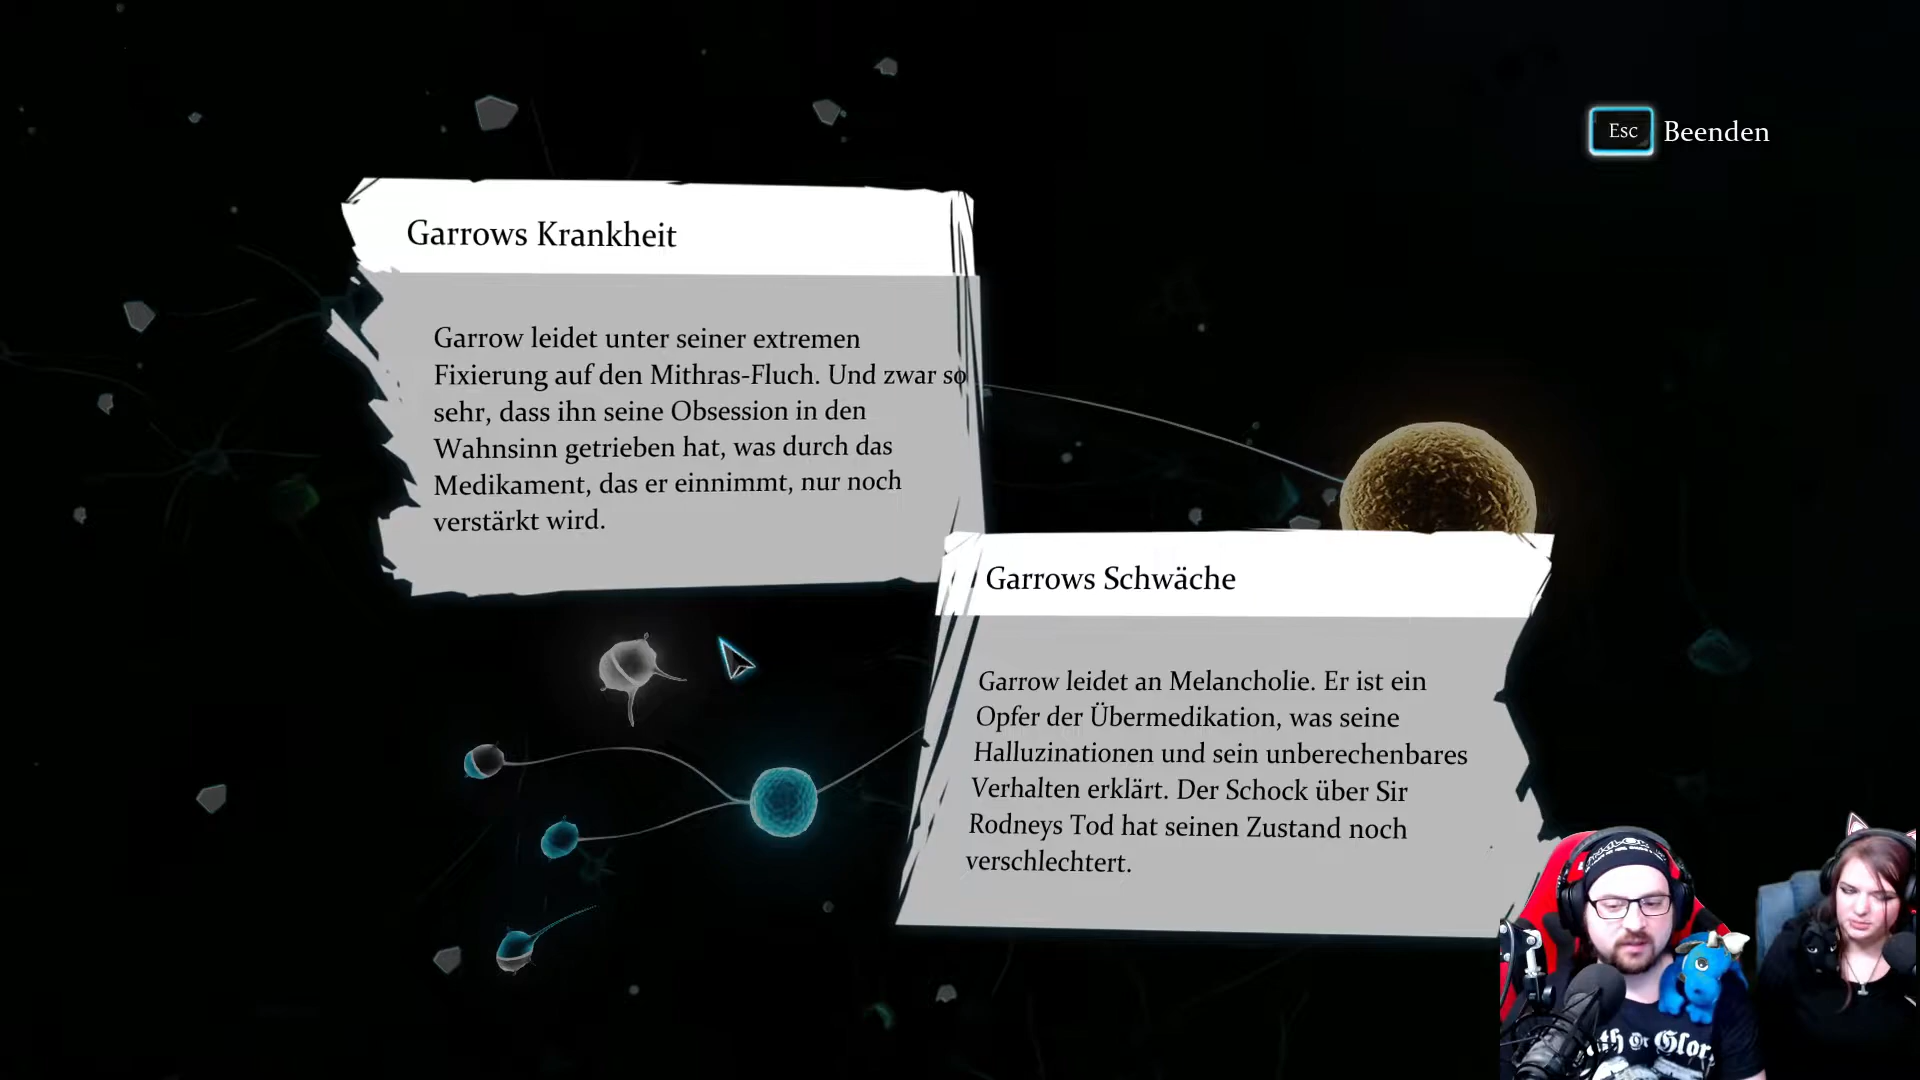 Esc Beenden
Garrows Krankheit
Garrow leidet unter seiner extremen
Fixierung auf den Mithras-Fluch. Und zwar so
sehr, dass ihn seine Obsession in den
Wahnsinn getrieben hat, was durch das
Medikament, das er einnimmt, nur noch
verstärkt wird.
Garrows Schwäche
Garrow leidet an Melancholie. Er ist ein
Opfer der Übermedikation, was seine
Halluzinationen und sein unberechenbares
Verhalten erklärt. Der Schock über Sir
Rodneys Tod hat seinen Zustand noch
verschlechtert.